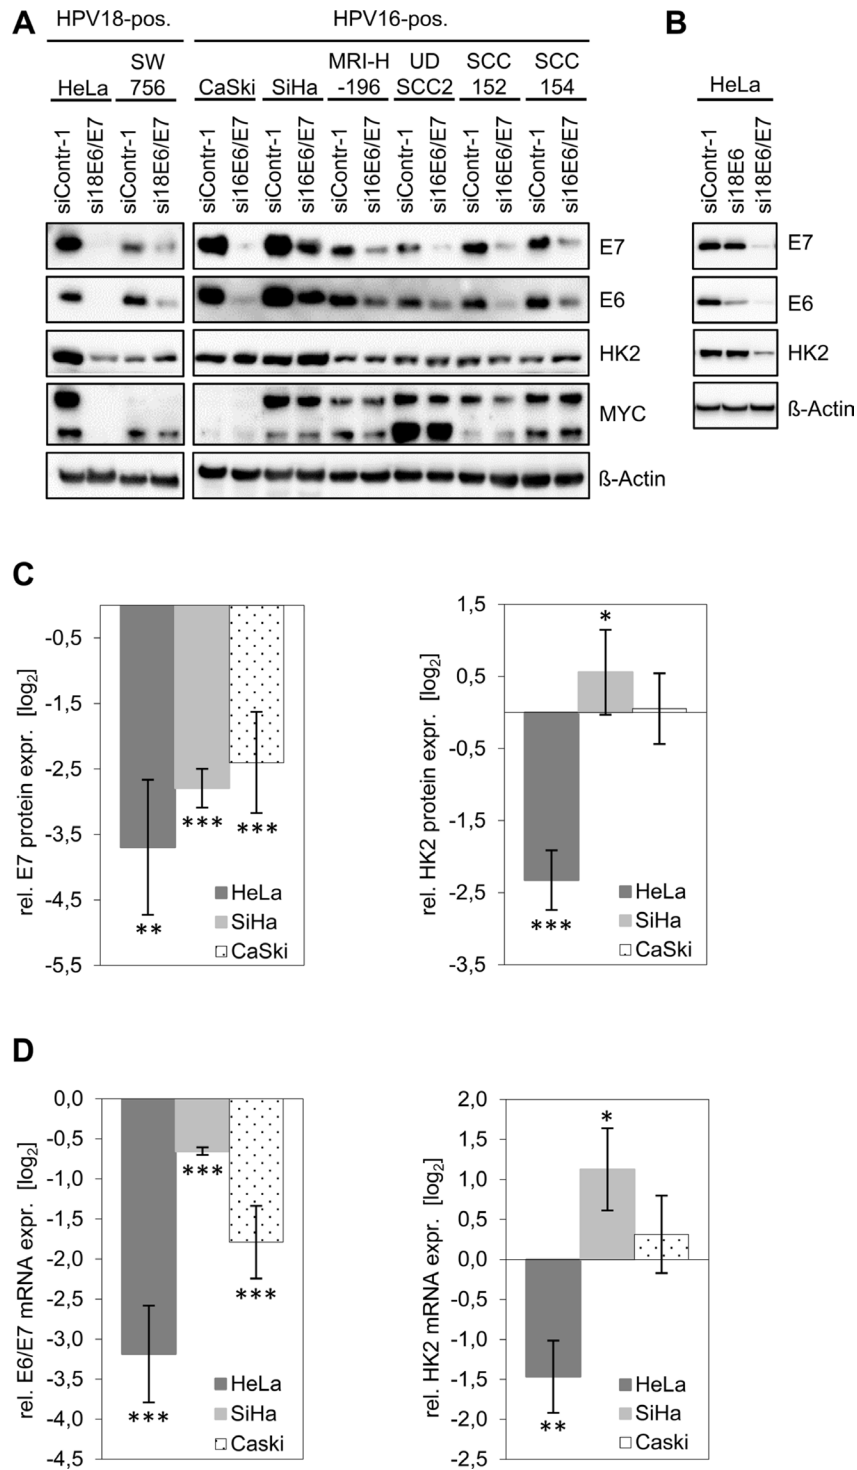 A
HPV18-pos.
HPV16-pos.
HeLa
SW
756
CaSki
SiHa
MRI-H
-196
UD
SCC2
SCC
152
SCC
154
siContr-1
si18E6/E7
siContr-1
si18E6/E7
siContr-1
si16E6/E7
siContr-1
si16E6/E7
siContr-1
si16E6/E7
siContr-1
si16E6/E7
siContr-1
si16E6/E7
siContr-1
si16E6/E7
E7
E6
HK2
MYC
ß-Actin
B
HeLa
siContr-1
si18E6
si18E6/E7
E7
E6
HK2
ß-Actin
C
rel. E7 protein expr. [log2]
-0,5
-1,5
-2,5
-3,5
-4,5
-5,5
**
***
***
HeLa
SiHa
CaSki
rel. HK2 protein expr. [log2]
1,5
0,5
-0,5
-1,5
-2,5
-3,5
***
*
HeLa
SiHa
CaSki
D
rel. E6/E7 mRNA expr. [log2]
0,0
-0,5
-1,0
-1,5
-2,0
-2,5
-3,0
-3,5
-4,0
-4,5
***
***
***
HeLa
SiHa
Caski
rel. HK2 mRNA expr. [log2]
2,0
1,5
1,0
0,5
0,0
-0,5
-1,0
-1,5
-2,0
-2,5
**
*
HeLa
SiHa
Caski